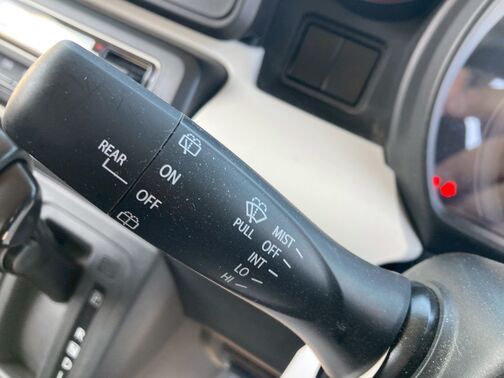 REAR
ON
OFF
PULL
MIST
OFF
INT
LO
HI